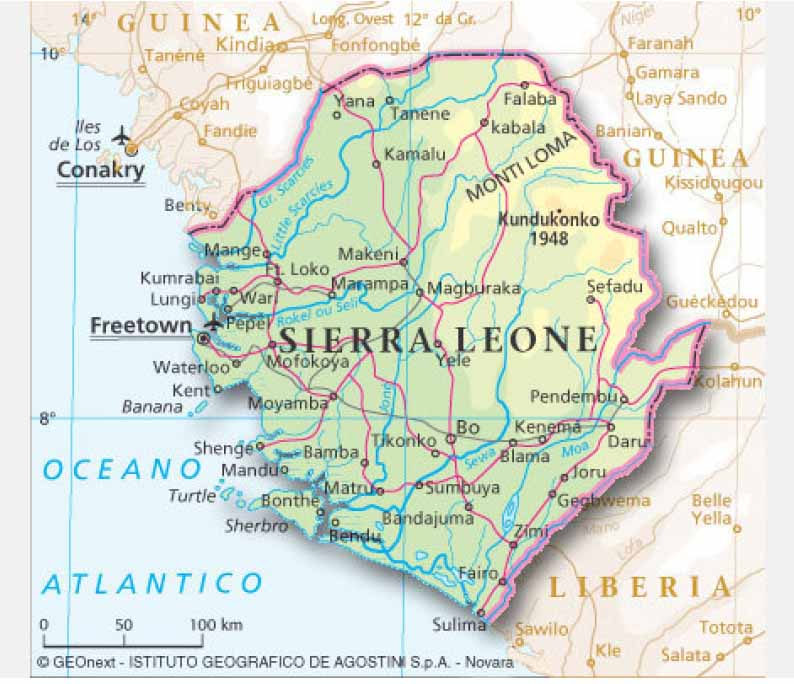 14°
GUINEA
Long. Ovest 12° da Gr.
Niger
10°
10°
Kindia
Fonfongbé
Tanéné
Faranah
Friguiagbé
Gamara
Yana
Falaba
Laya Sando
Coyah
Tanene
Iles
de Los
Fandie
kabala
Banian
Conakry
Kamalu
MONTI LOMA
GUINEA
Gr. Scarcies
Little Scarcies
Kissidougou
Benty
Kundukonko
1948
Qualto
Mange
Makeni
Ft. Loko
Kumrabai
Marampa
Magburaka
Sefadu
Lungi
Wari
Guéckédou
Pepel
Rokel ou Seli
Freetown
SIERRA LEONE
Mofokoya
Yele
Waterloo
Kolahun
Kent
Jong
Pendembu
Banana
Moyamba
8°
Bo
Kenema
Tikonko
Daru
Shenge
Bamba
Sewa
Blama
Moa
OCEANO
Mandu
Joru
Turtle
Matru
Sumbuya
Gegbwema
Bonthe
Belle
Yella
Sherbro
Bandajuma
Bendu
Zimi
Mano
Lofa
Fairo
ATLANTICO
LIBERIA
Sulima
0 50 100 km
Sawilo
Totota
Kle
Salata
© GEOnext - ISTITUTO GEOGRAFICO DE AGOSTINI S.p.A. - Novara